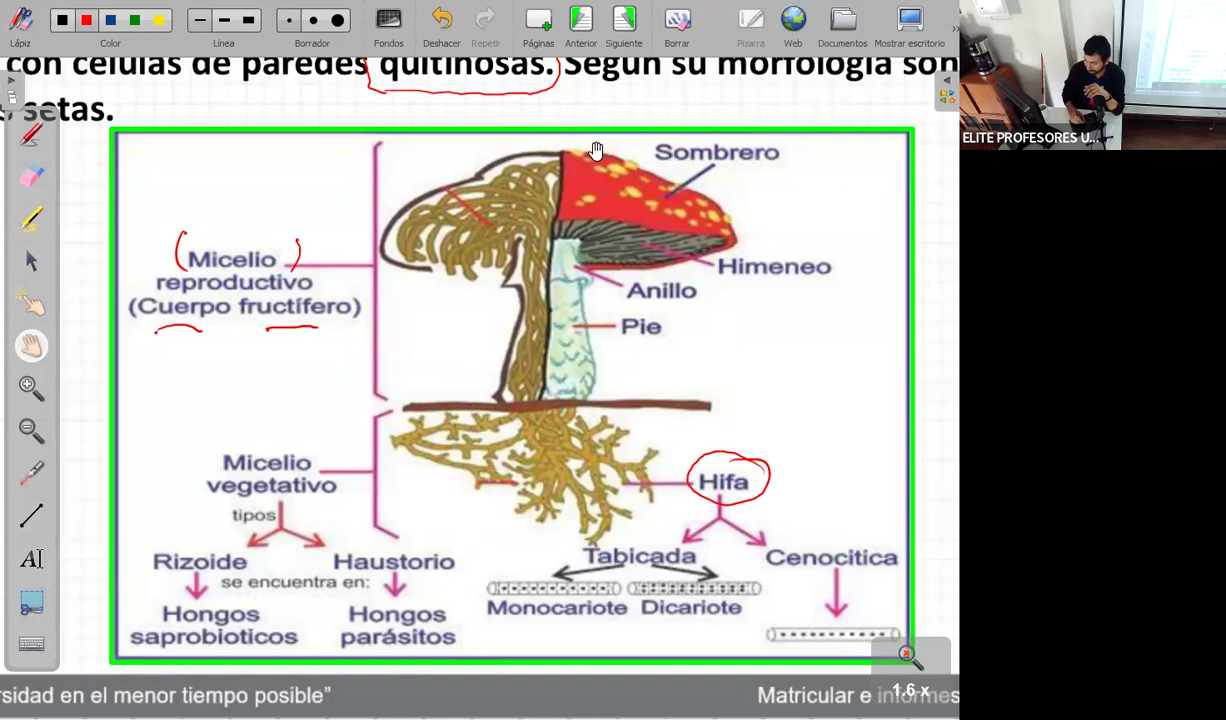 Lápiz
Color
Línea
Borrador
Fondos
Deshacer
Repetir
Páginas
Anterior
Siguiente
Borrar
Pizarra
Web
Documentos
Mostrar escritorio
ELITE PROFESORES U...
con células de paredes quitinosas. Según su morfología son
setas.
Sombrero
Micelio
reproductivo
(Cuerpo fructífero)
Himeneo
Anillo
Pie
Micelio
vegetativo
Hifa
tipos
Rizoide
Haustorio
se encuentra en:
Hongos
saprobioticos
Hongos
parásitos
Tabicada
Cenocitica
Monocariote
Dicariote
1.6 x
rsidad en el menor tiempo posible”
Matricular e informes